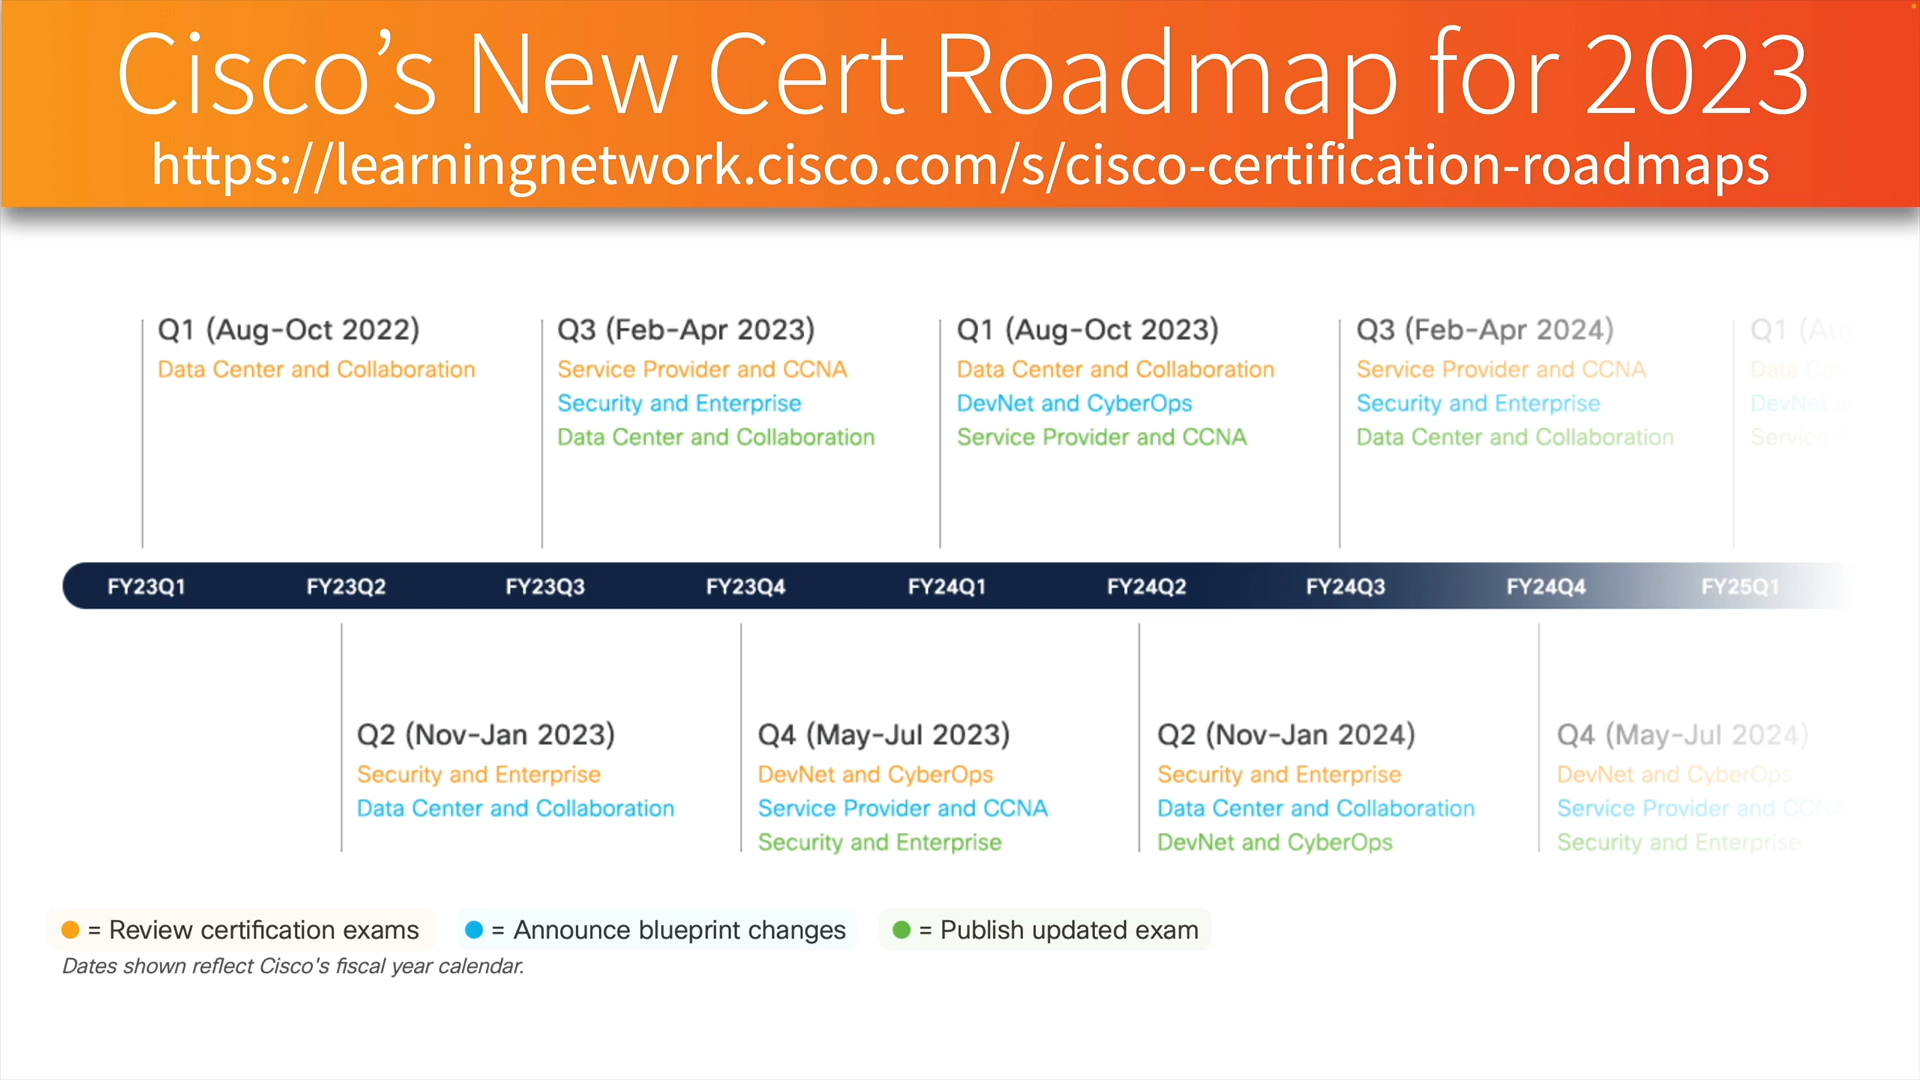 Cisco’s New Cert Roadmap for 2023
https://learningnetwork.cisco.com/s/cisco-certification-roadmaps
Q1 (Aug-Oct 2022)
Data Center and Collaboration
Q3 (Feb-Apr 2023)
Service Provider and CCNA
Security and Enterprise
Data Center and Collaboration
Q1 (Aug-Oct 2023)
Data Center and Collaboration
DevNet and CyberOps
Service Provider and CCNA
Q3 (Feb-Apr 2024)
Service Provider and CCNA
Security and Enterprise
Data Center and Collaboration
Q1
Data
DevNet
Service
FY23Q1 FY23Q2 FY23Q3 FY23Q4 FY24Q1 FY24Q2 FY24Q3 FY24Q4 FY25Q1
Q2 (Nov-Jan 2023)
Security and Enterprise
Data Center and Collaboration
Q4 (May-Jul 2023)
DevNet and CyberOps
Service Provider and CCNA
Security and Enterprise
Q2 (Nov-Jan 2024)
Security and Enterprise
Data Center and Collaboration
DevNet and CyberOps
Q4 (May-Jul 2024)
DevNet and CyberOps
Service Provider and CCNA
Security and Enterprise
= Review certification exams
= Announce blueprint changes
= Publish updated exam
Dates shown reflect Cisco's fiscal year calendar.